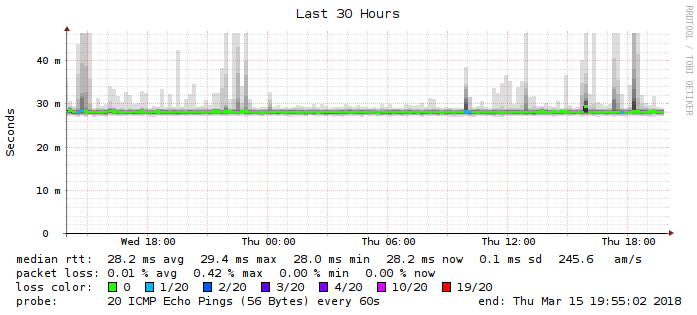 Last 30 Hours
RRDTOOL / TOBI OETIKER
Seconds
40 m
30 m
20 m
10 m
0
Wed 18:00 Thu 00:00 Thu 06:00 Thu 12:00 Thu 18:00
median rtt: 28.2 ms avg 29.4 ms max 28.0 ms min 28.2 ms now 0.1 ms sd 245.6 am/s
packet loss: 0.01 % avg 0.42 % max 0.00 % min 0.00 % now
loss color: 0 1/20 2/20 3/20 4/20 10/20 19/20
probe: 20 ICMP Echo Pings (56 Bytes) every 60s end: Thu Mar 15 19:55:02 2018